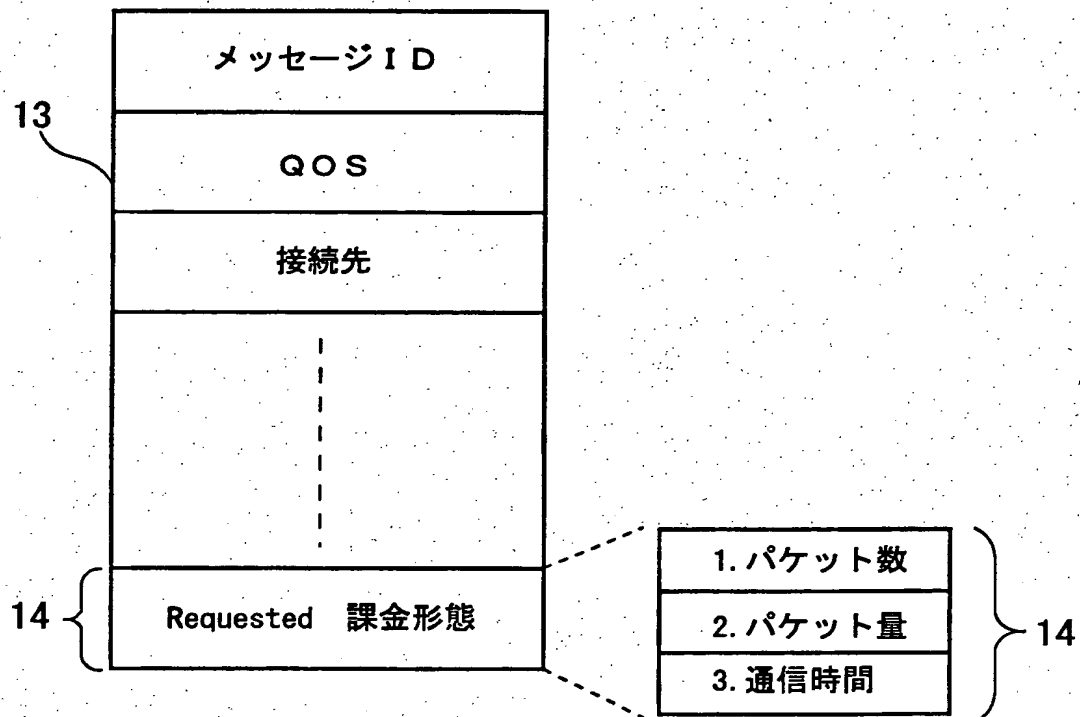 メッセージＩＤ
13
ＱＯＳ
接続先
14
Requested 課金形態
1.パケット数
2.パケット量
3.通信時間
14